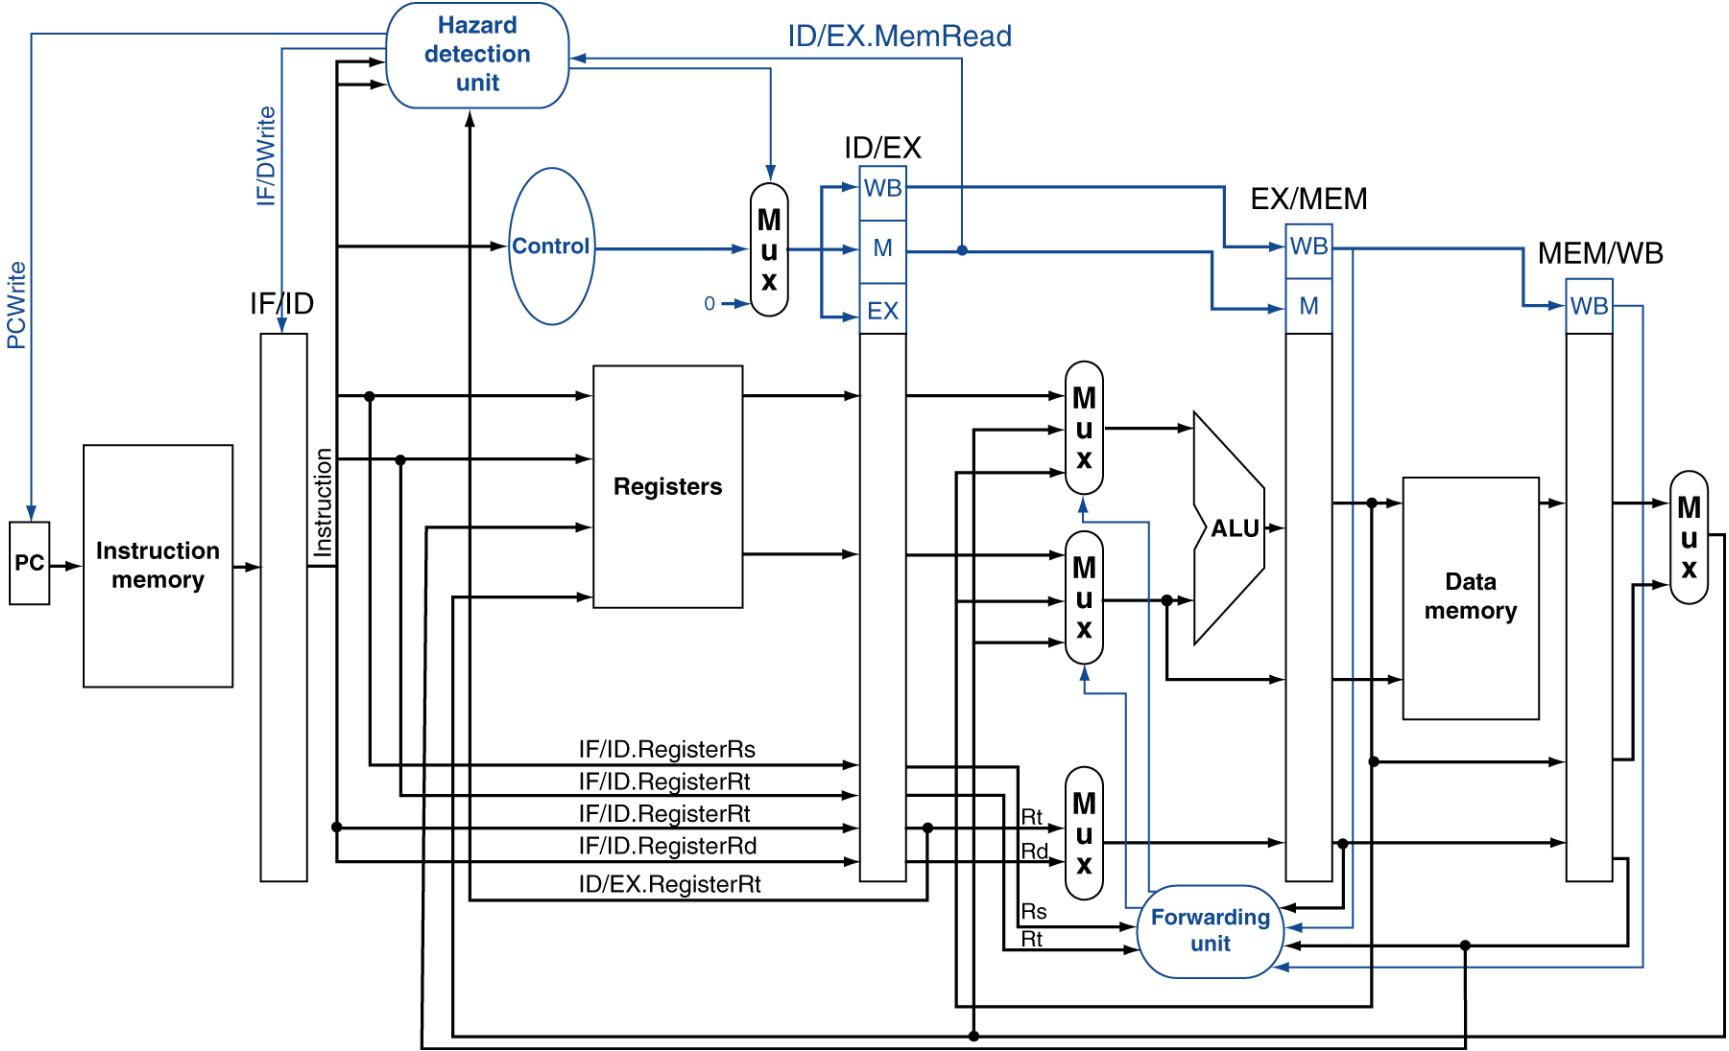 Hazard
detection
unit
ID/EX.MemRead
IF/DWrite
PCWrite
ID/EX
WB
M
EX
Control
M
u
x
0
EX/MEM
WB
M
MEM/WB
WB
IF/ID
Instruction
PC
Instruction
memory
Registers
M
u
x
M
u
x
ALU
Data
memory
M
u
x
IF/ID.RegisterRs
IF/ID.RegisterRt
IF/ID.RegisterRt
IF/ID.RegisterRd
ID/EX.RegisterRt
Rt
Rd
M
u
x
Rs
Rt
Forwarding
unit